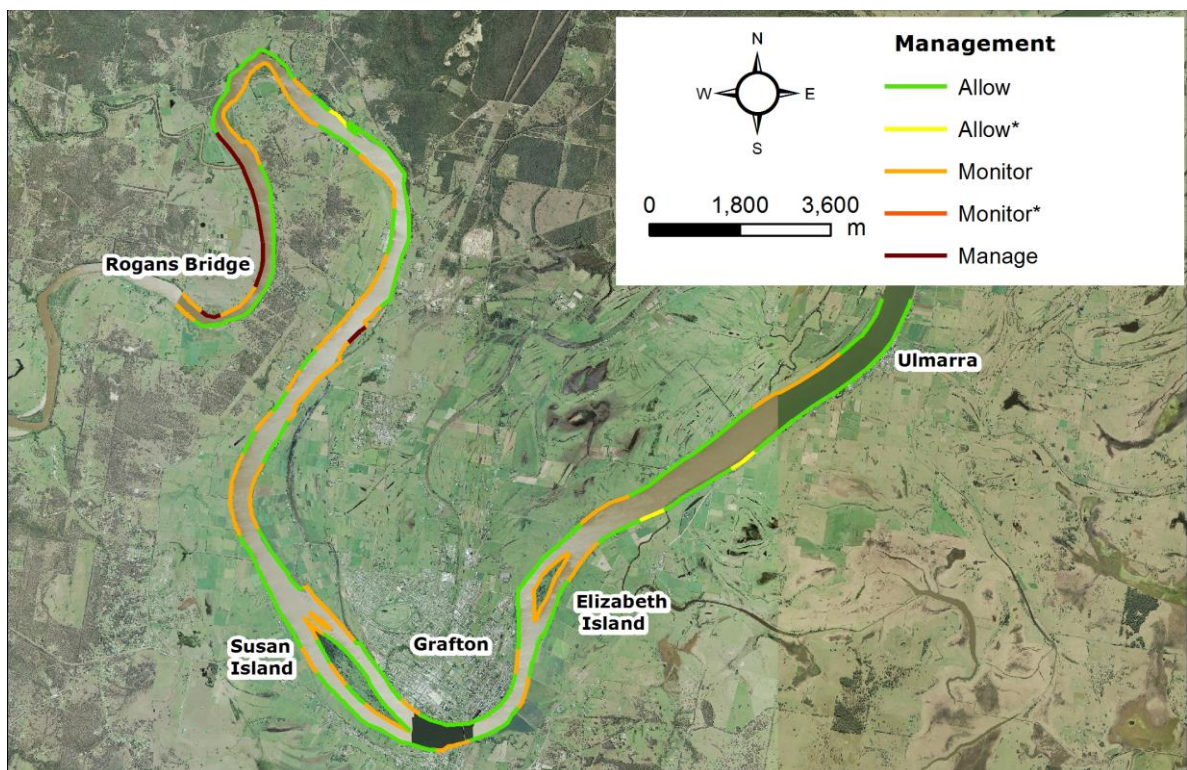 Management
N
W E
S
Allow
Allow*
Monitor
Monitor*
Manage
0 1,800 3,600
m
Rogans Bridge
Ulmarra
Elizabeth
Island
Grafton
Susan
Island